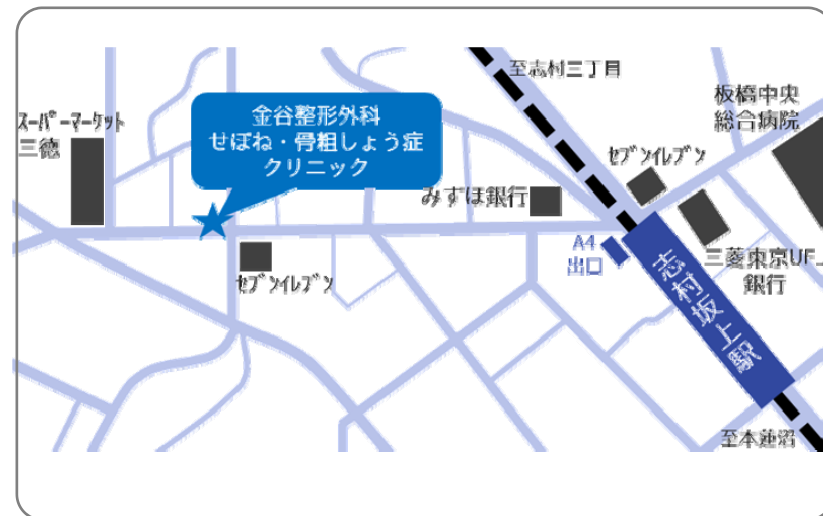 至志村三丁目
板橋中央
総合病院
金谷整形外科
せぼね・骨粗しょう症
クリニック
スーパーマーケット
三徳
セブンイレブン
みずほ銀行
A4
出口
三菱東京UFJ
銀行
志村坂上駅
セブンイレブン
至本蓮沼